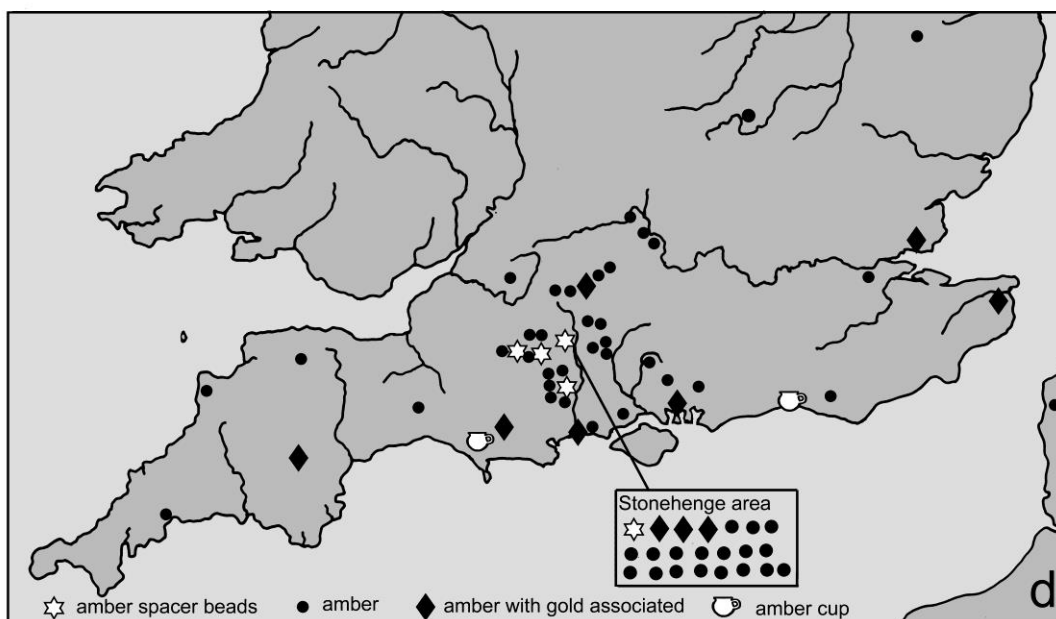 Stonehenge area
amber spacer beads amber amber with gold associated amber cup
d